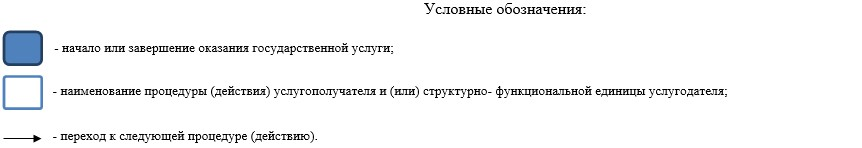 Условные обозначения:
- начало или завершение оказания государственной услуги;
- наименование процедуры (действия) услугополучателя и (или) структурно- функциональной единицы услугодателя;
- переход к следующей процедуре (действию).